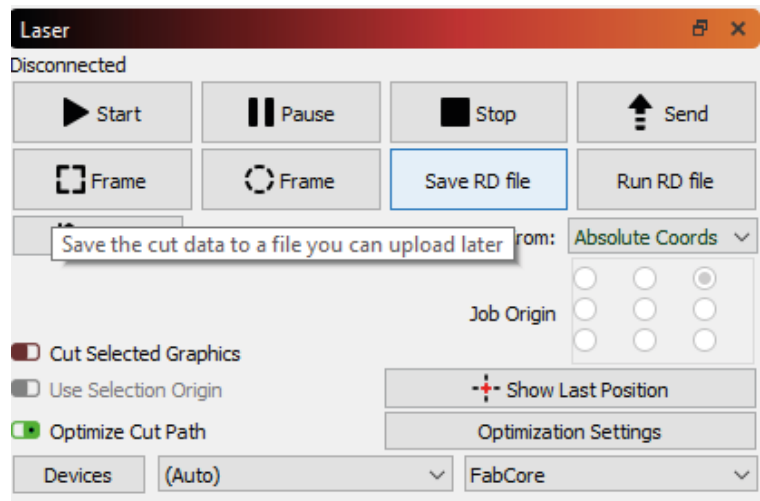 Laser
Disconnected
Start Pause Stop Send
Frame Frame Save RD file Run RD file
Save the cut data to a file you can upload later rom: Absolute Coords
Job Origin
Cut Selected Graphics
Use Selection Origin Show Last Position
Optimize Cut Path Optimization Settings
Devices (Auto) FabCore